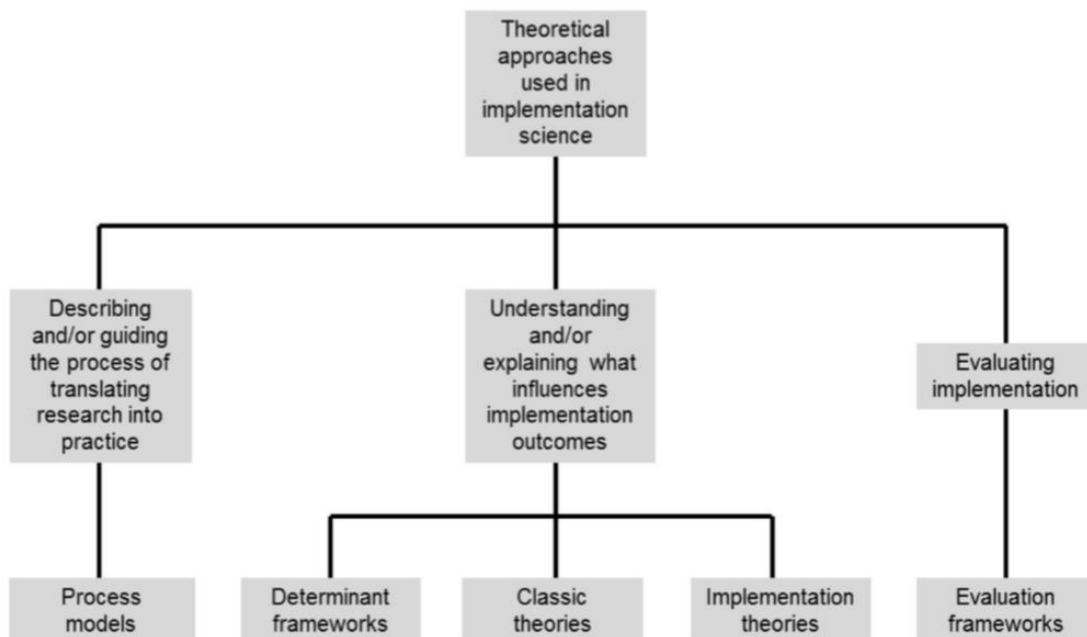 Theoretical
approaches
used in
implementation
science
Describing
and/or guiding
the process of
translating
research into
practice
Understanding
and/or
explaining what
influences
implementation
outcomes
Evaluating
implementation
Process
models
Determinant
frameworks
Classic
theories
Implementation
theories
Evaluation
frameworks